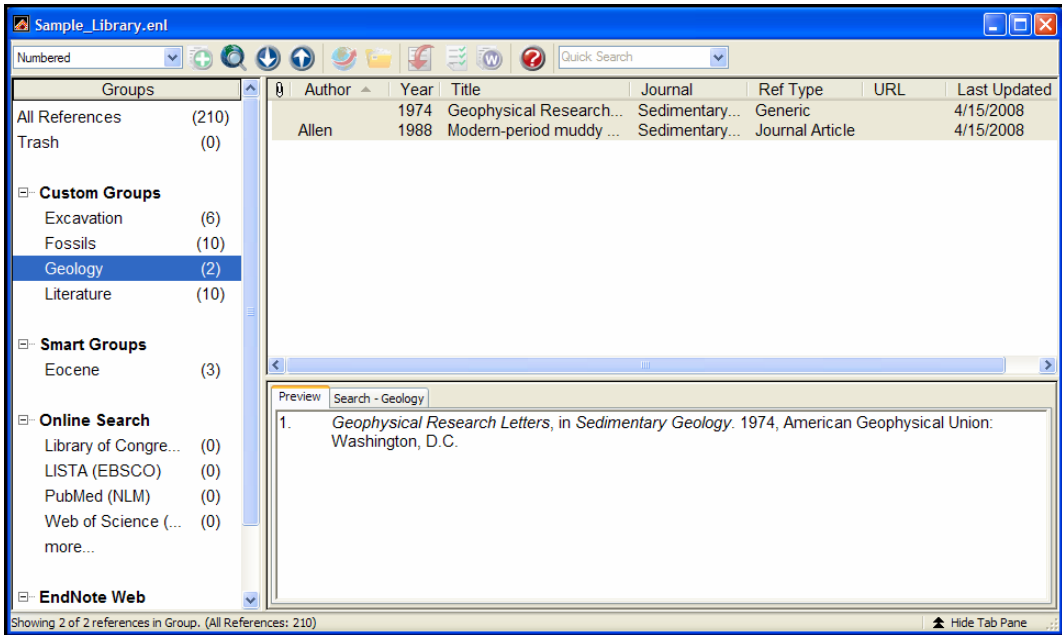 Sample_Library.enl
Numbered
Quick Search
Groups
All References (210)
Trash (0)
Custom Groups
Excavation (6)
Fossils (10)
Geology (2)
Literature (10)
Smart Groups
Eocene (3)
Online Search
Library of Congre... (0)
LISTA (EBSCO) (0)
PubMed (NLM) (0)
Web of Science (... (0)
more...
EndNote Web
Author Year Title Journal Ref Type URL Last Updated
1974 Geophysical Research... Sedimentary... Generic 4/15/2008
Allen 1988 Modern-period muddy ... Sedimentary... Journal Article 4/15/2008
Preview Search - Geology
1. Geophysical Research Letters, in Sedimentary Geology. 1974, American Geophysical Union:
Washington, D.C.
Showing 2 of 2 references in Group. (All References: 210)
Hide Tab Pane